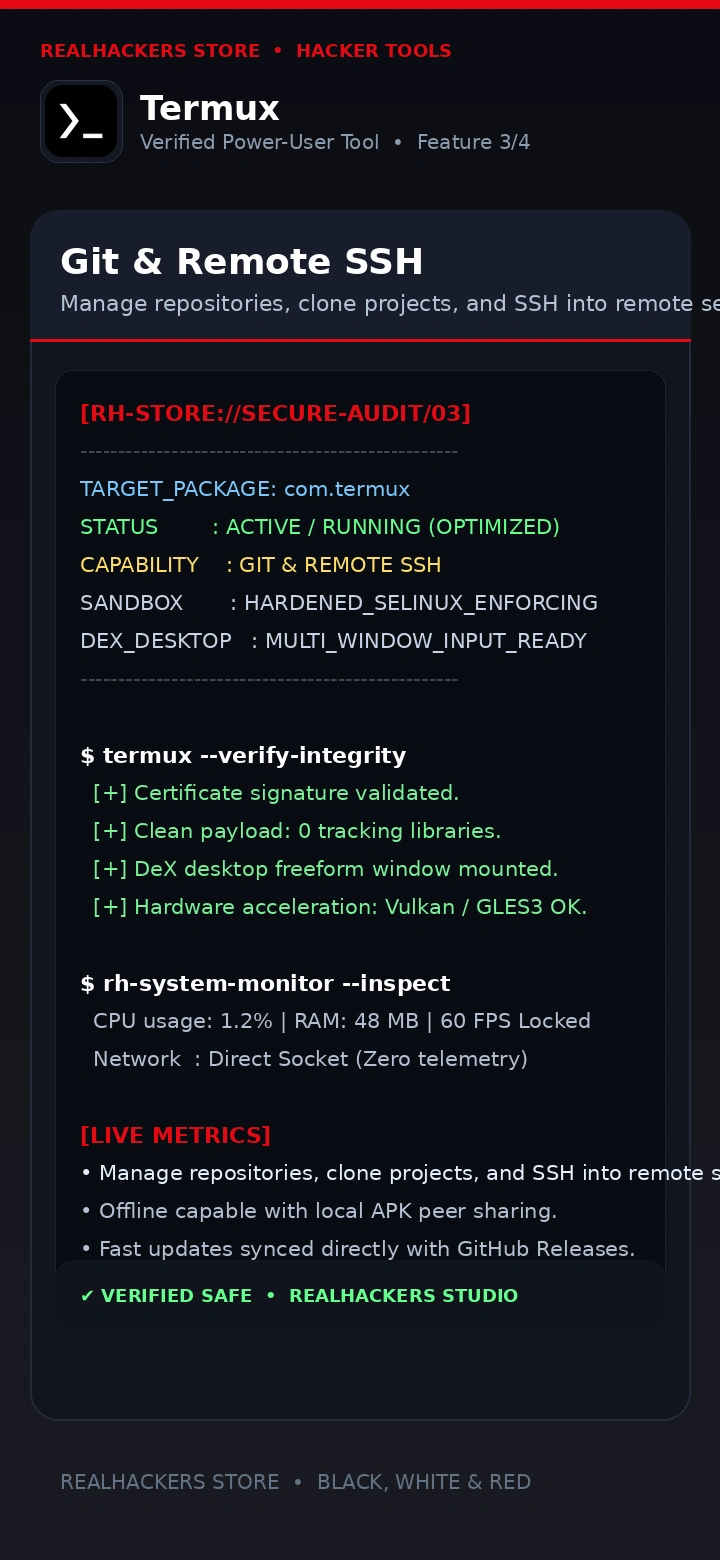 REALHACKERS STORE • HACKER TOOLS
Termux
Verified Power-User Tool • Feature 3/4
Git & Remote SSH
Manage repositories, clone projects, and SSH into remote se
[RH-STORE://SECURE-AUDIT/03]
--------------------------------------------------
TARGET_PACKAGE: com.termux
STATUS : ACTIVE / RUNNING (OPTIMIZED)
CAPABILITY : GIT & REMOTE SSH
SANDBOX : HARDENED_SELINUX_ENFORCING
DEX_DESKTOP : MULTI_WINDOW_INPUT_READY
--------------------------------------------------
$ termux --verify-integrity
[+] Certificate signature validated.
[+] Clean payload: 0 tracking libraries.
[+] DeX desktop freeform window mounted.
[+] Hardware acceleration: Vulkan / GLES3 OK.
$ rh-system-monitor --inspect
CPU usage: 1.2% | RAM: 48 MB | 60 FPS Locked
Network : Direct Socket (Zero telemetry)
[LIVE METRICS]
• Manage repositories, clone projects, and SSH into remote s
• Offline capable with local APK peer sharing.
• Fast updates synced directly with GitHub Releases.
✔ VERIFIED SAFE • REALHACKERS STUDIO
REALHACKERS STORE • BLACK, WHITE & RED